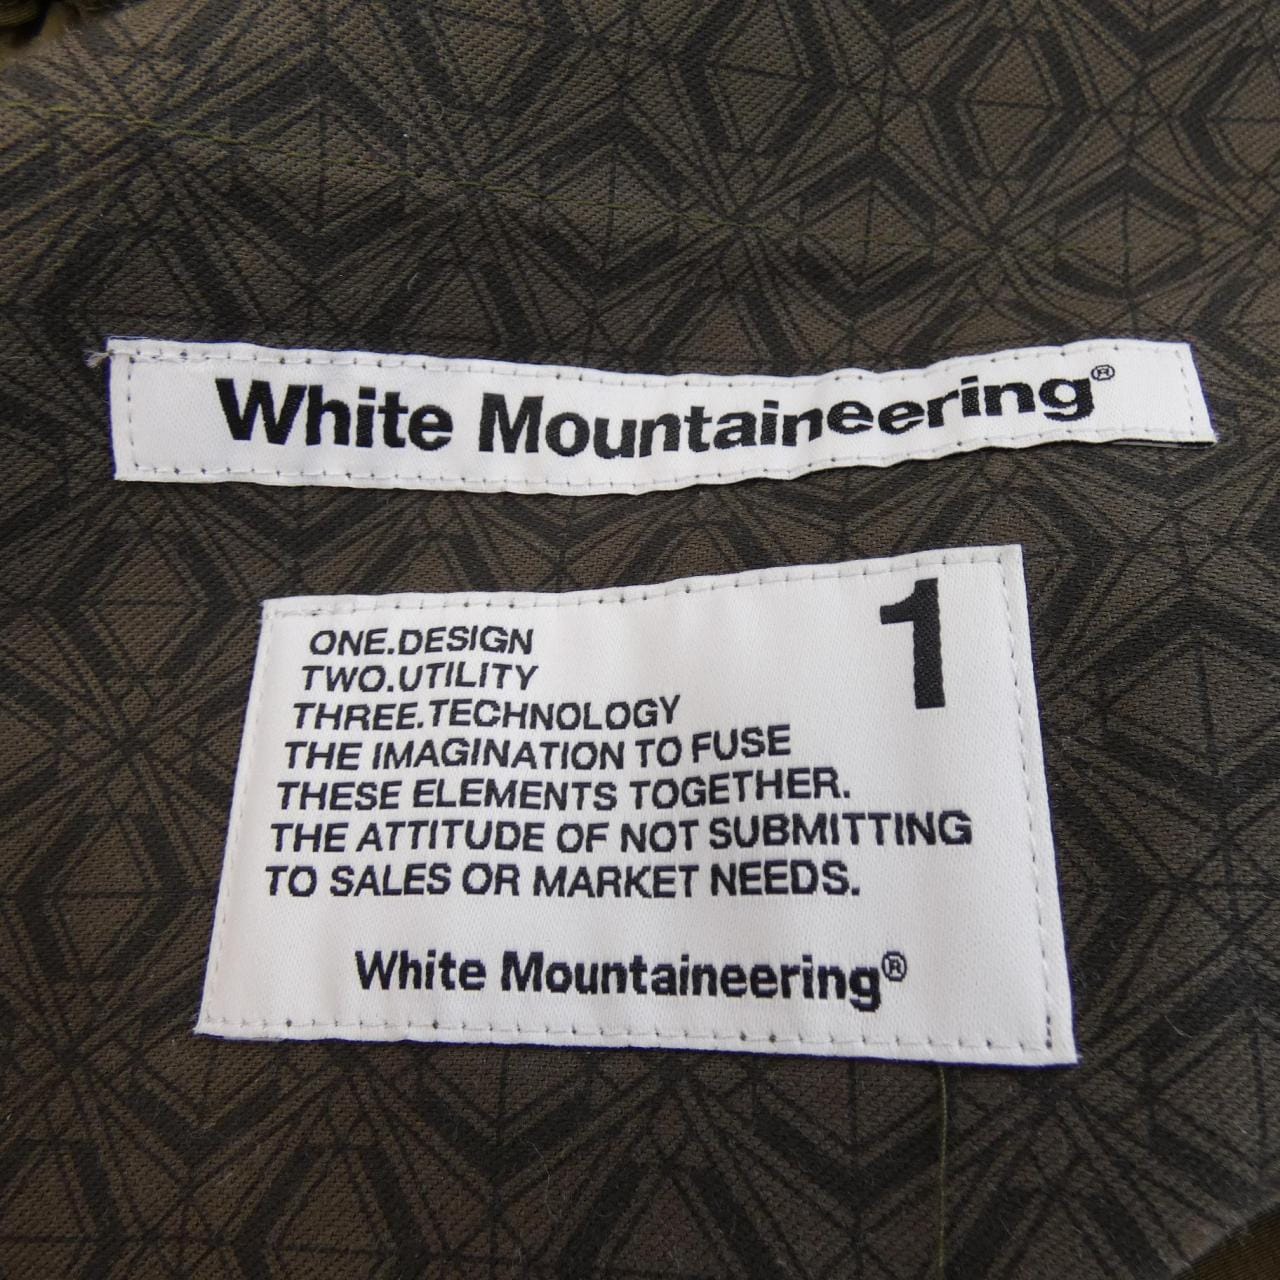 White Mountaineering®
1
ONE.DESIGN
TWO.UTILITY
THREE.TECHNOLOGY
THE IMAGINATION TO FUSE
THESE ELEMENTS TOGETHER.
THE ATTITUDE OF NOT SUBMITTING
TO SALES OR MARKET NEEDS.
White Mountaineering®